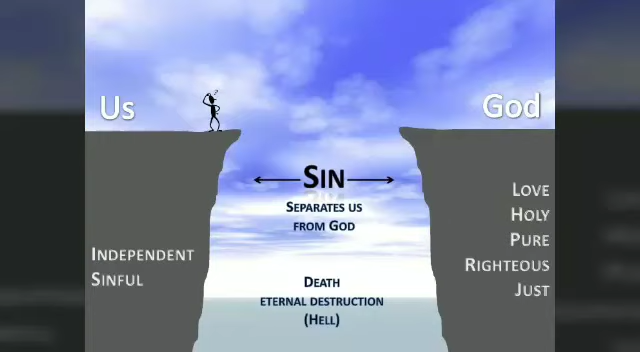 Us
God
Sin
Separates us
from God
Love
Holy
Pure
Righteous
Just
Independent
Sinful
Death
eternal destruction
(Hell)